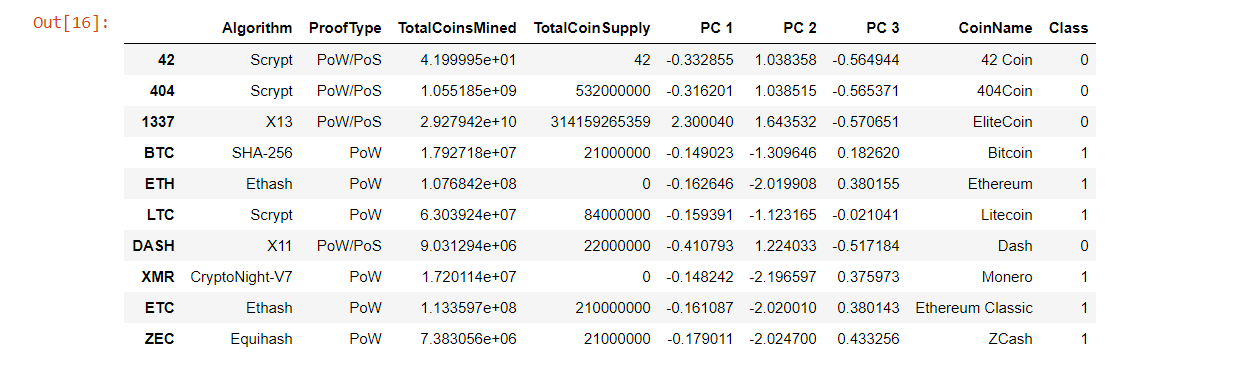 Out[16]:
Algorithm ProofType TotalCoinsMined TotalCoinSupply PC 1 PC 2 PC 3 CoinName Class
42 Scrypt PoW/PoS 4.199995e+01 42 -0.332855 1.038358 -0.564944 42 Coin 0
404 Scrypt PoW/PoS 1.055185e+09 532000000 -0.316201 1.038515 -0.565371 404Coin 0
1337 X13 PoW/PoS 2.927942e+10 314159265359 2.300040 1.643532 -0.570651 EliteCoin 0
BTC SHA-256 PoW 1.792718e+07 21000000 -0.149023 -1.309646 0.182620 Bitcoin 1
ETH Ethash PoW 1.076842e+08 0 -0.162646 -2.019908 0.380155 Ethereum 1
LTC Scrypt PoW 6.303924e+07 84000000 -0.159391 -1.123165 -0.021041 Litecoin 1
DASH X11 PoW/PoS 9.031294e+06 22000000 -0.410793 1.224033 -0.517184 Dash 0
XMR CryptoNight-V7 PoW 1.720114e+07 0 -0.148242 -2.196597 0.375973 Monero 1
ETC Ethash PoW 1.133597e+08 210000000 -0.161087 -2.020010 0.380143 Ethereum Classic 1
ZEC Equihash PoW 7.383056e+06 21000000 -0.179011 -2.024700 0.433256 ZCash 1